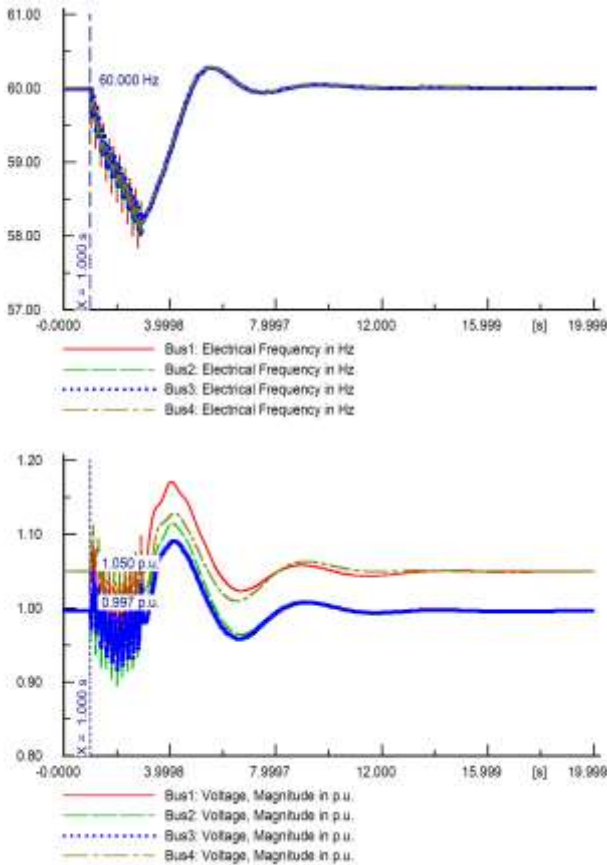 61.00
60.000 Hz
60.00
59.00
58.00
57.00
X = 1.000 s
-0.0000 3.9998 7.9997 12.000 15.999 [s] 19.999
Bus1: Electrical Frequency in Hz
Bus2: Electrical Frequency in Hz
Bus3: Electrical Frequency in Hz
Bus4: Electrical Frequency in Hz
1.20
1.10
1.050 p.u.
0.997 p.u.
1.00
0.90
0.80
X = 1.000 s
-0.0000 3.9998 7.9997 12.000 15.999 [s] 19.999
Bus1: Voltage, Magnitude in p.u.
Bus2: Voltage, Magnitude in p.u.
Bus3: Voltage, Magnitude in p.u.
Bus4: Voltage, Magnitude in p.u.